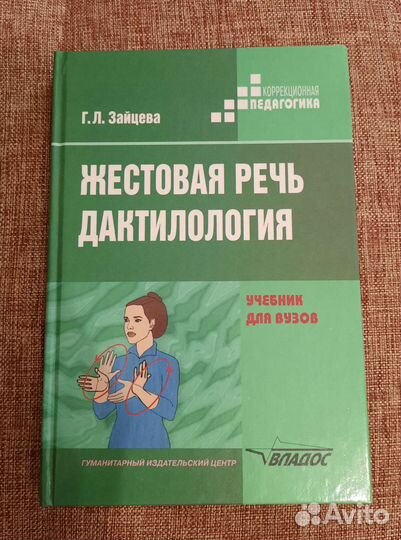 КОРРЕКЦИОННАЯ
ПЕДАГОГИКА
Г. Л. Зайцева
ЖЕСТОВАЯ РЕЧЬ
ДАКТИЛОЛОГИЯ
УЧЕБНИК
ДЛЯ ВУЗОВ
ГУМАНИТАРНЫЙ ИЗДАТЕЛЬСКИЙ ЦЕНТР
ВЛАДОС
Avito